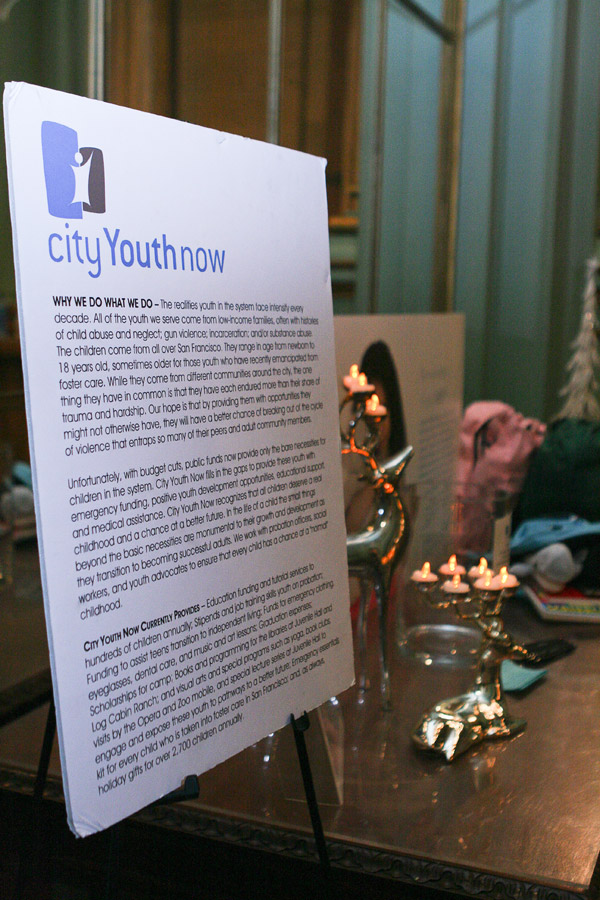 city Youth now
WHY WE DO WHAT WE DO – The realities youth in the system face intensify every
decade. All of the youth we serve come from low-income families, often with histories
of child abuse and neglect; gun violence; incarceration; and/or substance abuse.
The children come from all over San Francisco. They range in age from newborn to
18 years old, sometimes older for those youth who have recently emancipated from
foster care. While they come from different communities around the city, the one
thing they have in common is that they have each endured more than their share of
trauma and hardship. Our hope is that by providing them with opportunities they
might not otherwise have, they will have a better chance of breaking out of the cycle
of violence that entraps so many of their peers and adult community members.
Unfortunately, with budget cuts, public funds now provide only the bare necessities for
children in the system. City Youth Now fills in the gaps to provide these youth with
emergency funding, positive youth development opportunities, educational support,
and medical assistance. City Youth Now recognizes that all children deserve a real
childhood and a chance at a better future. In the life of a child the small things
beyond the basic necessities are monumental to their growth and development as
they transition to becoming successful adults. We work with probation officers, social
workers, and youth advocates to ensure that every child has a chance at a "normal"
childhood.
CITY YOUTH NOW CURRENTLY PROVIDES – Education funding and tutorial services to
hundreds of children annually; Stipends and job training skills youth on probation;
Funding to assist teens transition to independent living; Funds for emergency clothing,
eyeglasses, dental care, and music and art lessons; Graduation expenses;
Scholarships for camp; Books and programming for the libraries of Juvenile Hall and
Log Cabin Ranch; and visual arts and special programs such as yoga, book clubs,
visits by the Opera and Zoo mobile, and special lecture series at Juvenile Hall to
engage and expose these youth to pathways to a better future. Emergency essentials
kit for every child who is taken into foster care in San Francisco; and, as always,
holiday gifts for over 2,700 children annually.